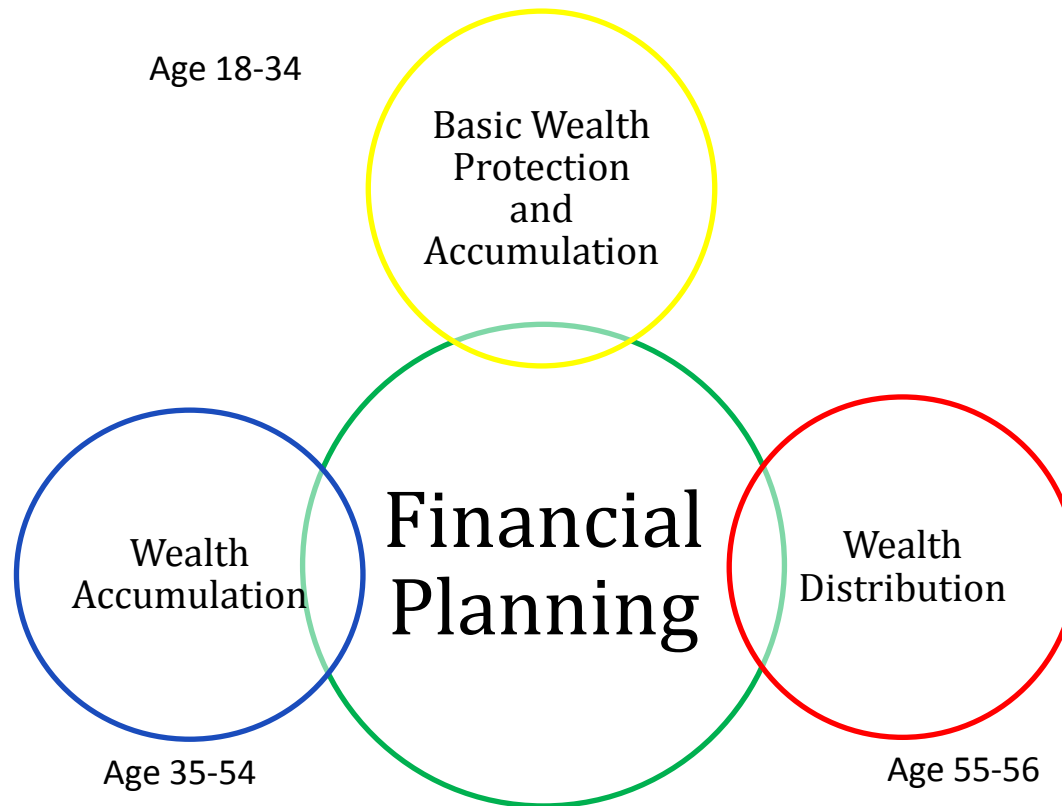 Age 18-34
Basic Wealth
Protection
and
Accumulation
Financial
Planning
Wealth
Accumulation
Wealth
Distribution
Age 35-54
Age 55-56